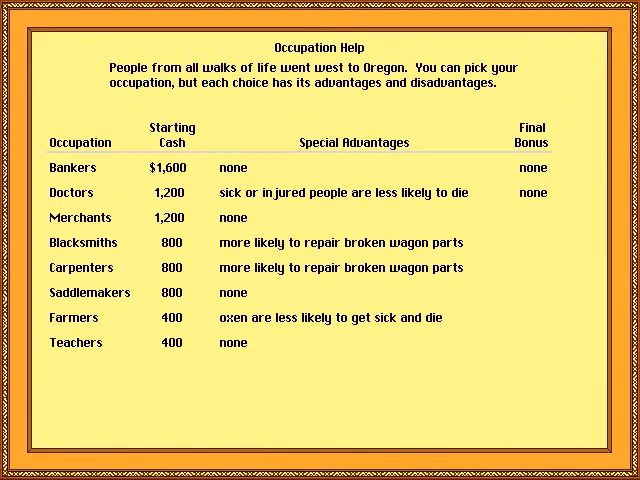 Occupation Help
People from all walks of life went west to Oregon. You can pick your
occupation, but each choice has its advantages and disadvantages.
Starting Final
Occupation Cash Special Advantages Bonus
Bankers $1,600 none none
Doctors 1,200 sick or injured people are less likely to die none
Merchants 1,200 none
Blacksmiths 800 more likely to repair broken wagon parts
Carpenters 800 more likely to repair broken wagon parts
Saddlemakers 800 none
Farmers 400 oxen are less likely to get sick and die
Teachers 400 none